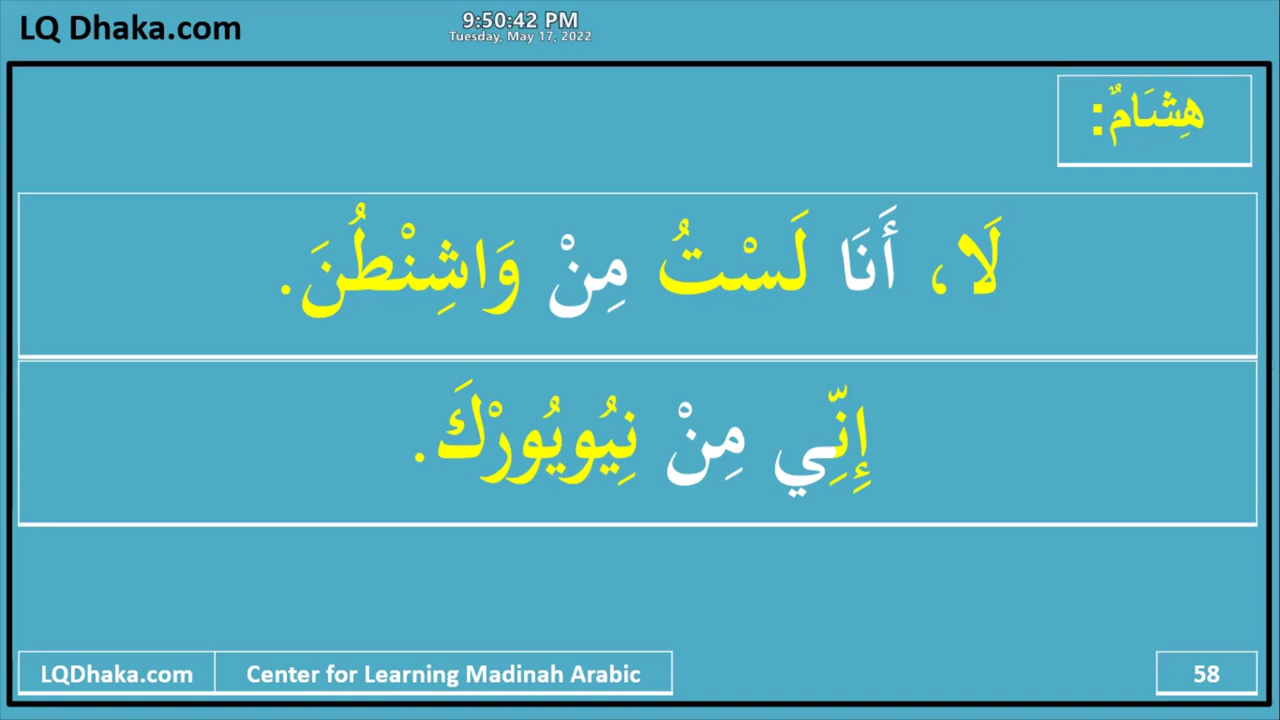 LQ Dhaka.com
9:50:42 PM
Tuesday, May 17, 2022
هِشَامٌ:
لَا، أَنَا لَسْتُ مِنْ وَاشِنْطُنَ.
إِنِّي مِنْ نِيُويُورْكَ.
LQDhaka.com
Center for Learning Madinah Arabic
58